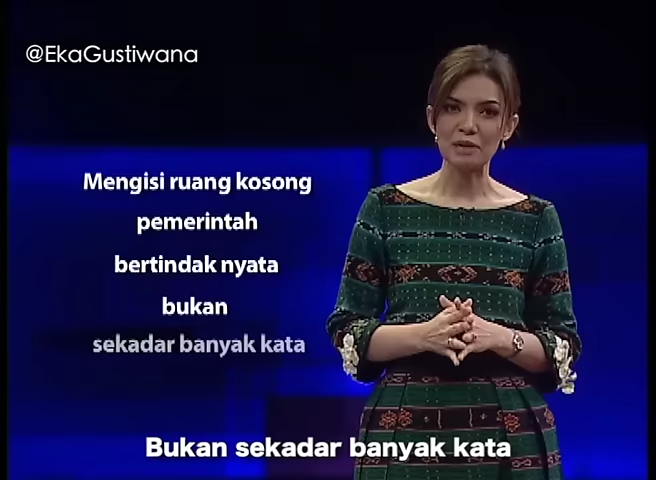 @EkaGustiwana
Mengisi ruang kosong
pemerintah
bertindak nyata
bukan
sekadar banyak kata
Bukan sekadar banyak kata